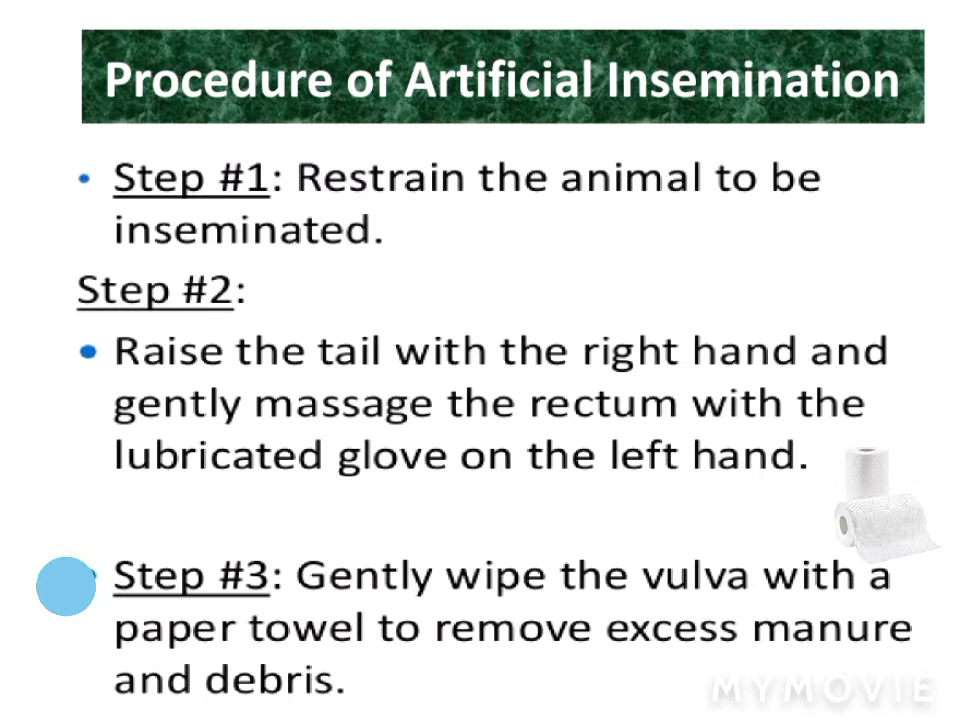 Procedure of Artificial Insemination
• Step #1: Restrain the animal to be
inseminated.
Step #2:
• Raise the tail with the right hand and
gently massage the rectum with the
lubricated glove on the left hand.
Step #3: Gently wipe the vulva with a
paper towel to remove excess manure
and debris.
MYMOVIE